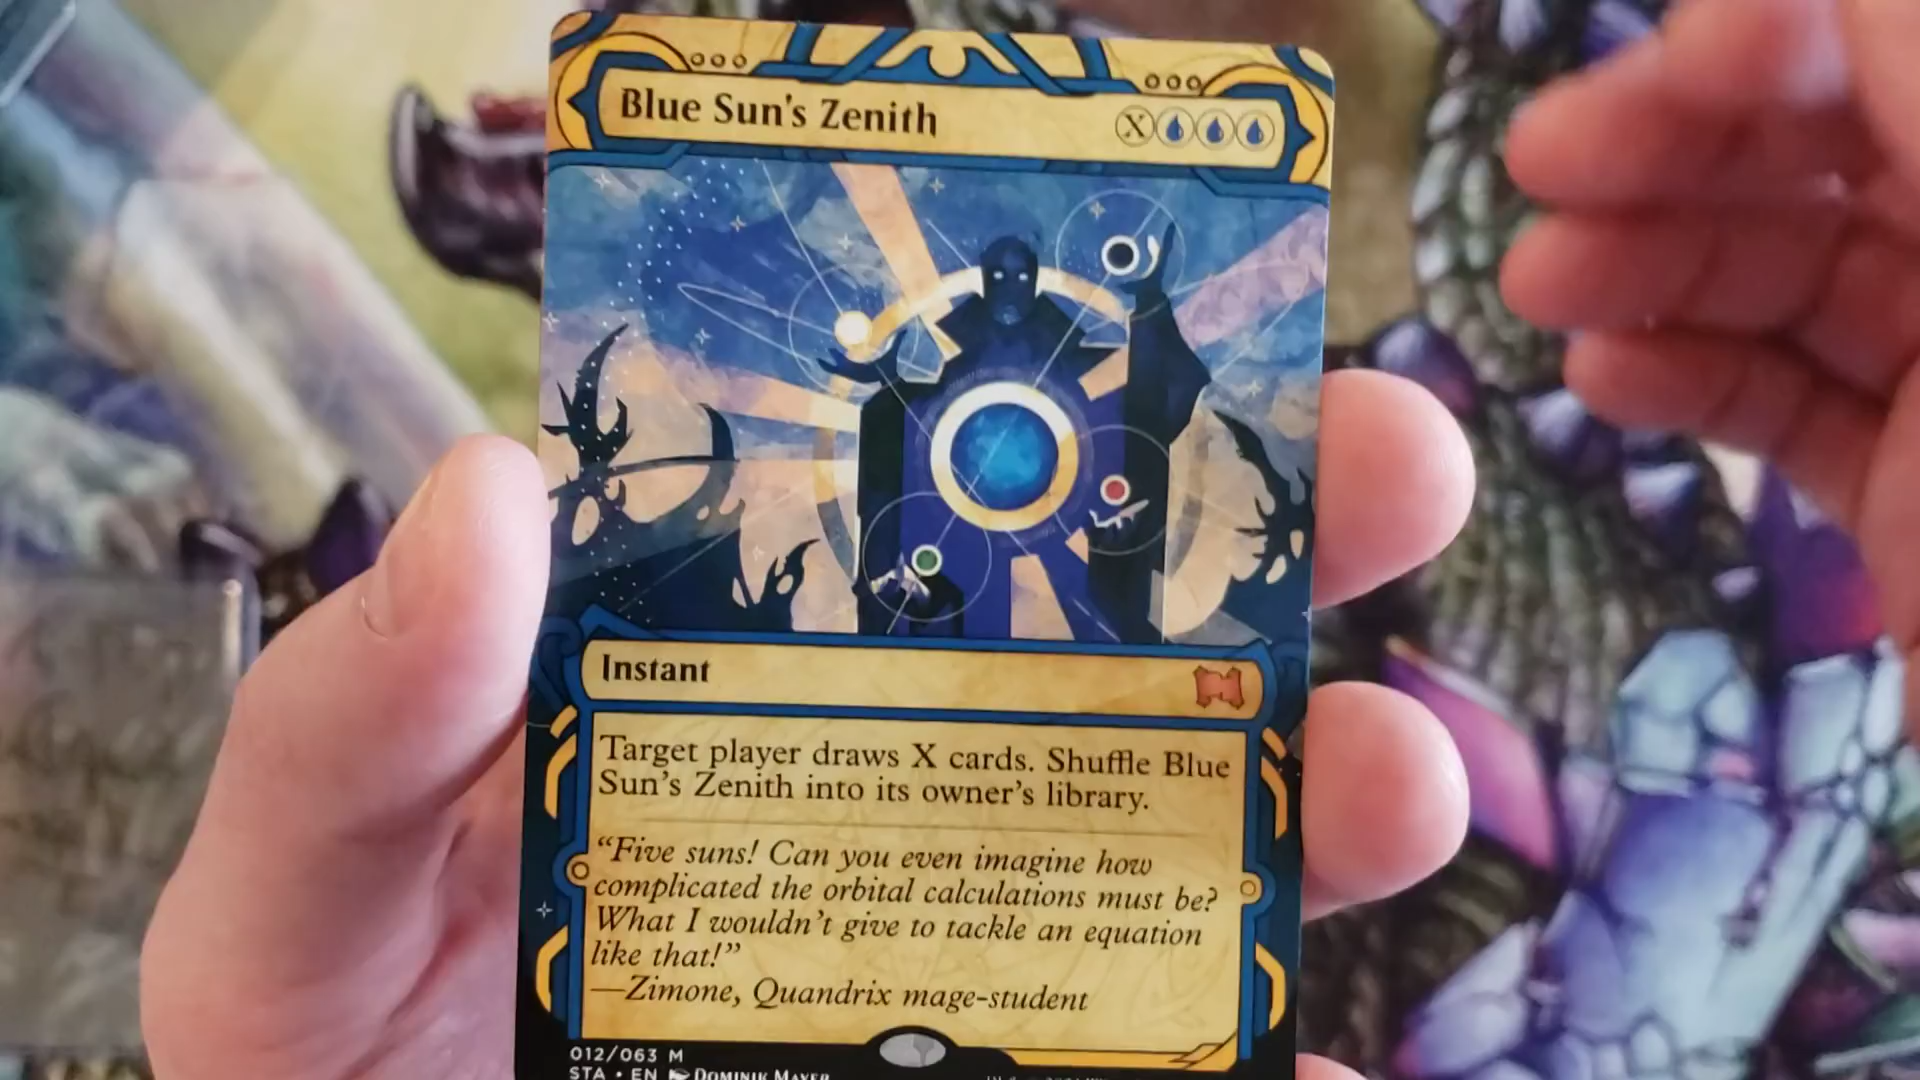 Blue Sun's Zenith
X
Instant
Target player draws X cards. Shuffle Blue
Sun's Zenith into its owner's library.
“Five suns! Can you even imagine how
complicated the orbital calculations must be?
What I wouldn't give to tackle an equation
like that!”
—Zimone, Quandrix mage-student
012/063 M
STA • EN DOMINIK MAYER